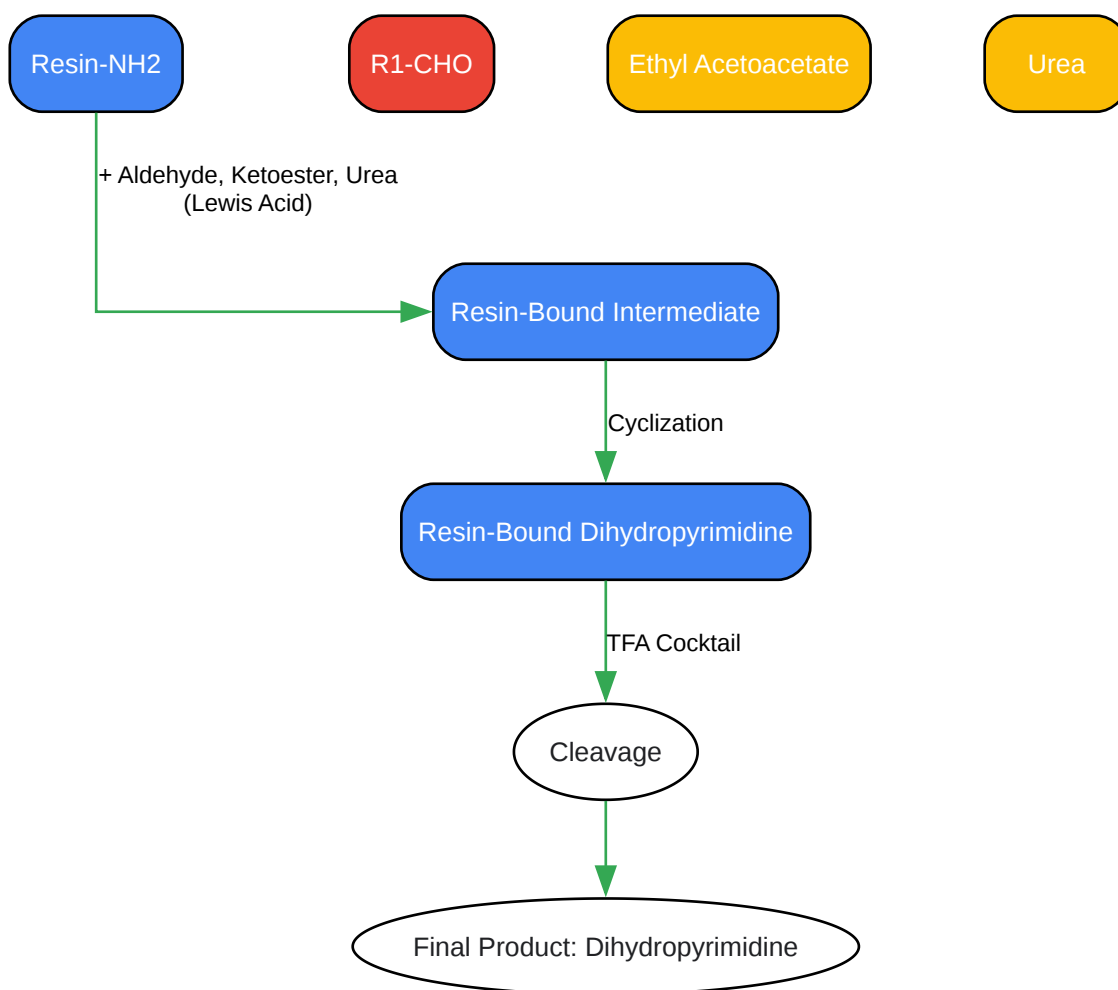 Resin-NH2
R1-CHO
Ethyl Acetoacetate
Urea
+ Aldehyde, Ketoester, Urea
(Lewis Acid)
Resin-Bound Intermediate
Cyclization
Resin-Bound Dihydropyrimidine
TFA Cocktail
Cleavage
Final Product: Dihydropyrimidine